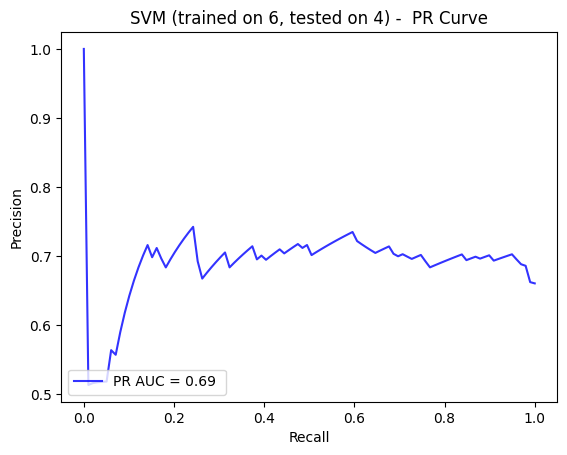 SVM (trained on 6, tested on 4) - PR Curve
1.0
0.9
0.8
0.7
0.6
0.5
Precision
PR AUC = 0.69
0.0 0.2 0.4 0.6 0.8 1.0
Recall